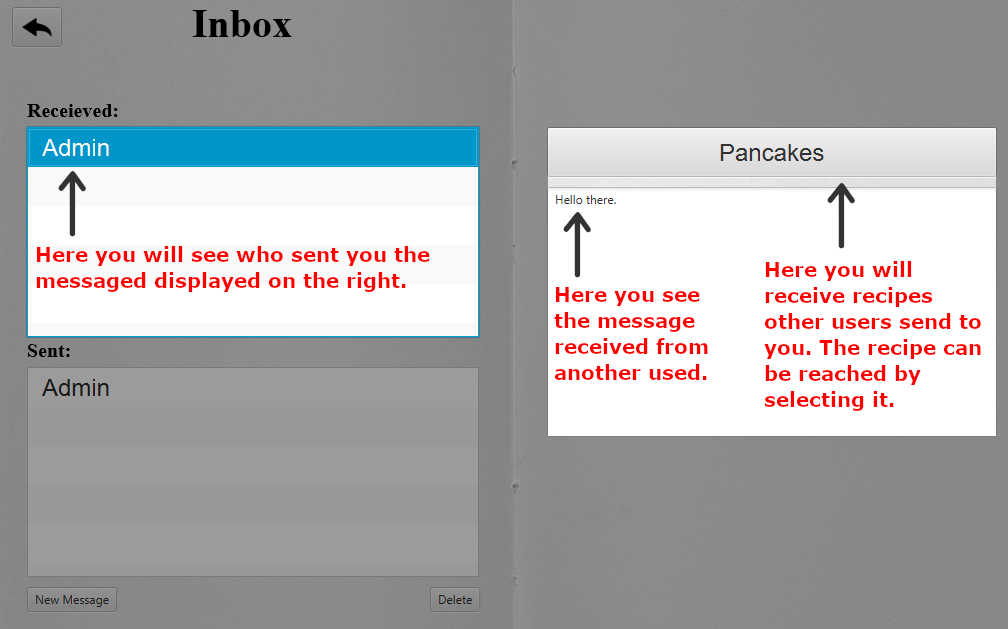 Inbox
Receieved:
Admin
Here you will see who sent you the
messaged displayed on the right.
Sent:
Admin
New Message
Delete
Pancakes
Hello there.
Here you see
the message
received from
another used.
Here you will
receive recipes
other users send to
you. The recipe can
be reached by
selecting it.